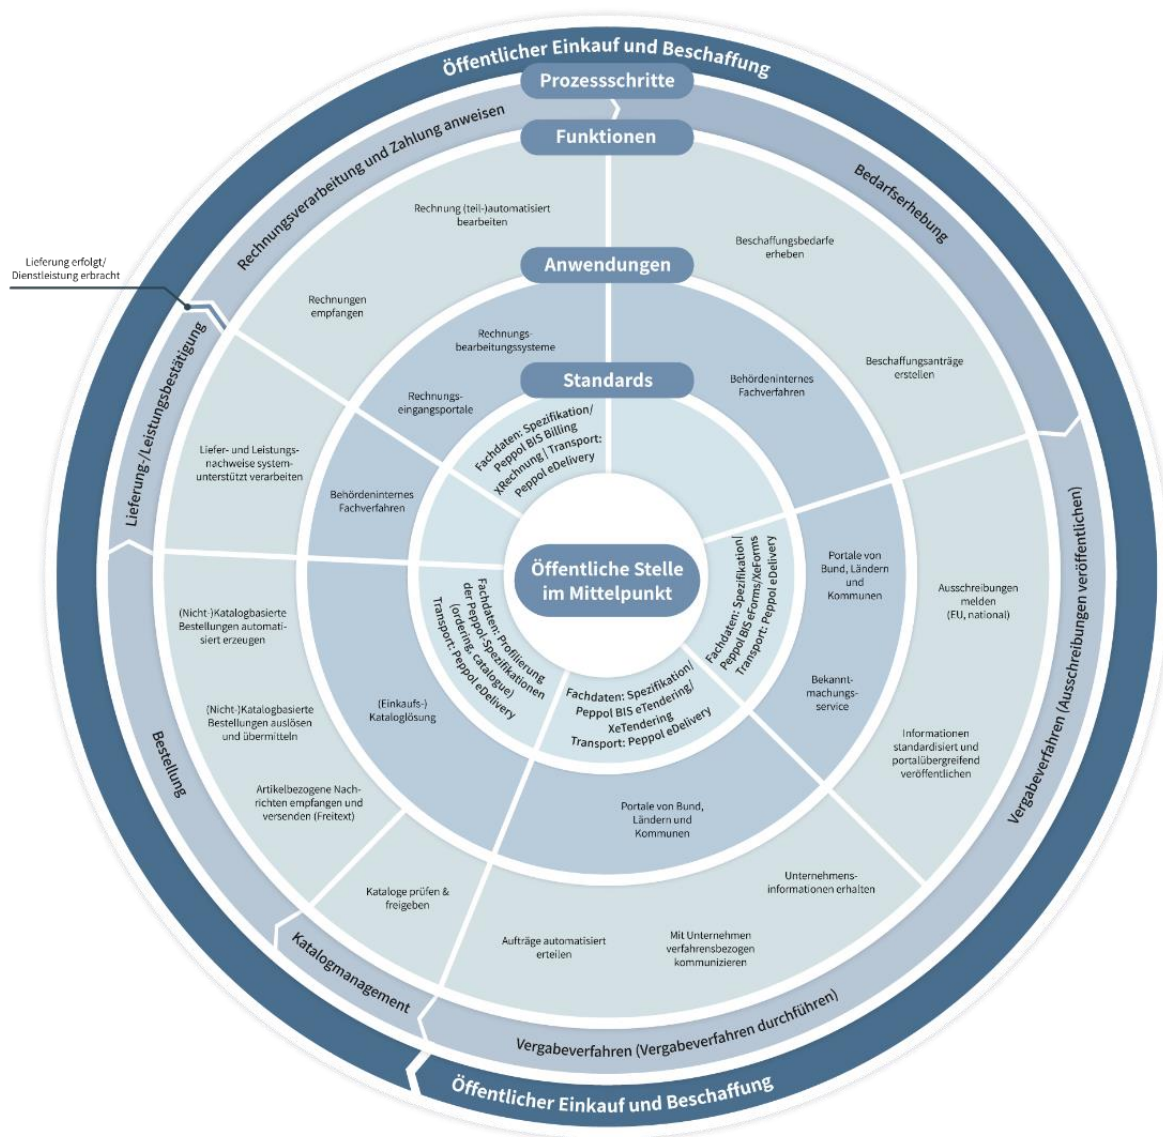 Öffentlicher Einkauf und Beschaffung
Prozessschritte
Funktionen
Anwendungen
Standards
Öffentliche Stelle
im Mittelpunkt
Bedarfserhebung
Beschaffungsbedarfe
erheben
Beschaffungsanträge
erstellen
Behördeninternes
Fachverfahren
Vergabeverfahren (Ausschreibungen veröffentlichen)
Ausschreibungen
melden
(EU, national)
Informationen
standardisiert und
portalübergreifend
veröffentlichen
Portale von
Bund, Ländern
und
Kommunen
Bekannt-
machungs-
service
Fachdaten: Spezifikation/
Peppol BIS eForms/XeForms
Transport: Peppol eDelivery
Vergabeverfahren (Vergabeverfahren durchführen)
Unternehmens-
informationen erhalten
Mit Unternehmen
verfahrensbezogen
kommunizieren
Aufträge automatisiert
erteilen
Portale von Bund,
Ländern und
Kommunen
Fachdaten: Spezifikation/
Peppol BIS eTendering/
XeTendering
Transport: Peppol eDelivery
Katalogmanagement
Kataloge prüfen &
freigeben
Bestellung
Artikelbezogene Nach-
richten empfangen und
versenden (Freitext)
(Nicht-)Katalogbasierte
Bestellungen auslösen
und übermitteln
(Nicht-)Katalogbasierte
Bestellungen automati-
siert erzeugen
(Einkaufs-)
Kataloglösung
Fachdaten: Profilierung
der Peppol-Spezifikationen
(ordering, catalogue)
Transport: Peppol eDelivery
Lieferung-/Leistungsbestätigung
Liefer- und Leistungs-
nachweise system-
unterstützt verarbeiten
Behördeninternes
Fachverfahren
Lieferung erfolgt/
Dienstleistung erbracht
Rechnungsverarbeitung und Zahlung anweisen
Rechnungen
empfangen
Rechnung (teil-)automatisiert
bearbeiten
Rechnungs-
bearbeitungssysteme
Rechnungs-
eingangsportale
Fachdaten: Spezifikation/
Peppol BIS Billing
XRechnung / Transport:
Peppol eDelivery
Öffentlicher Einkauf und Beschaffung